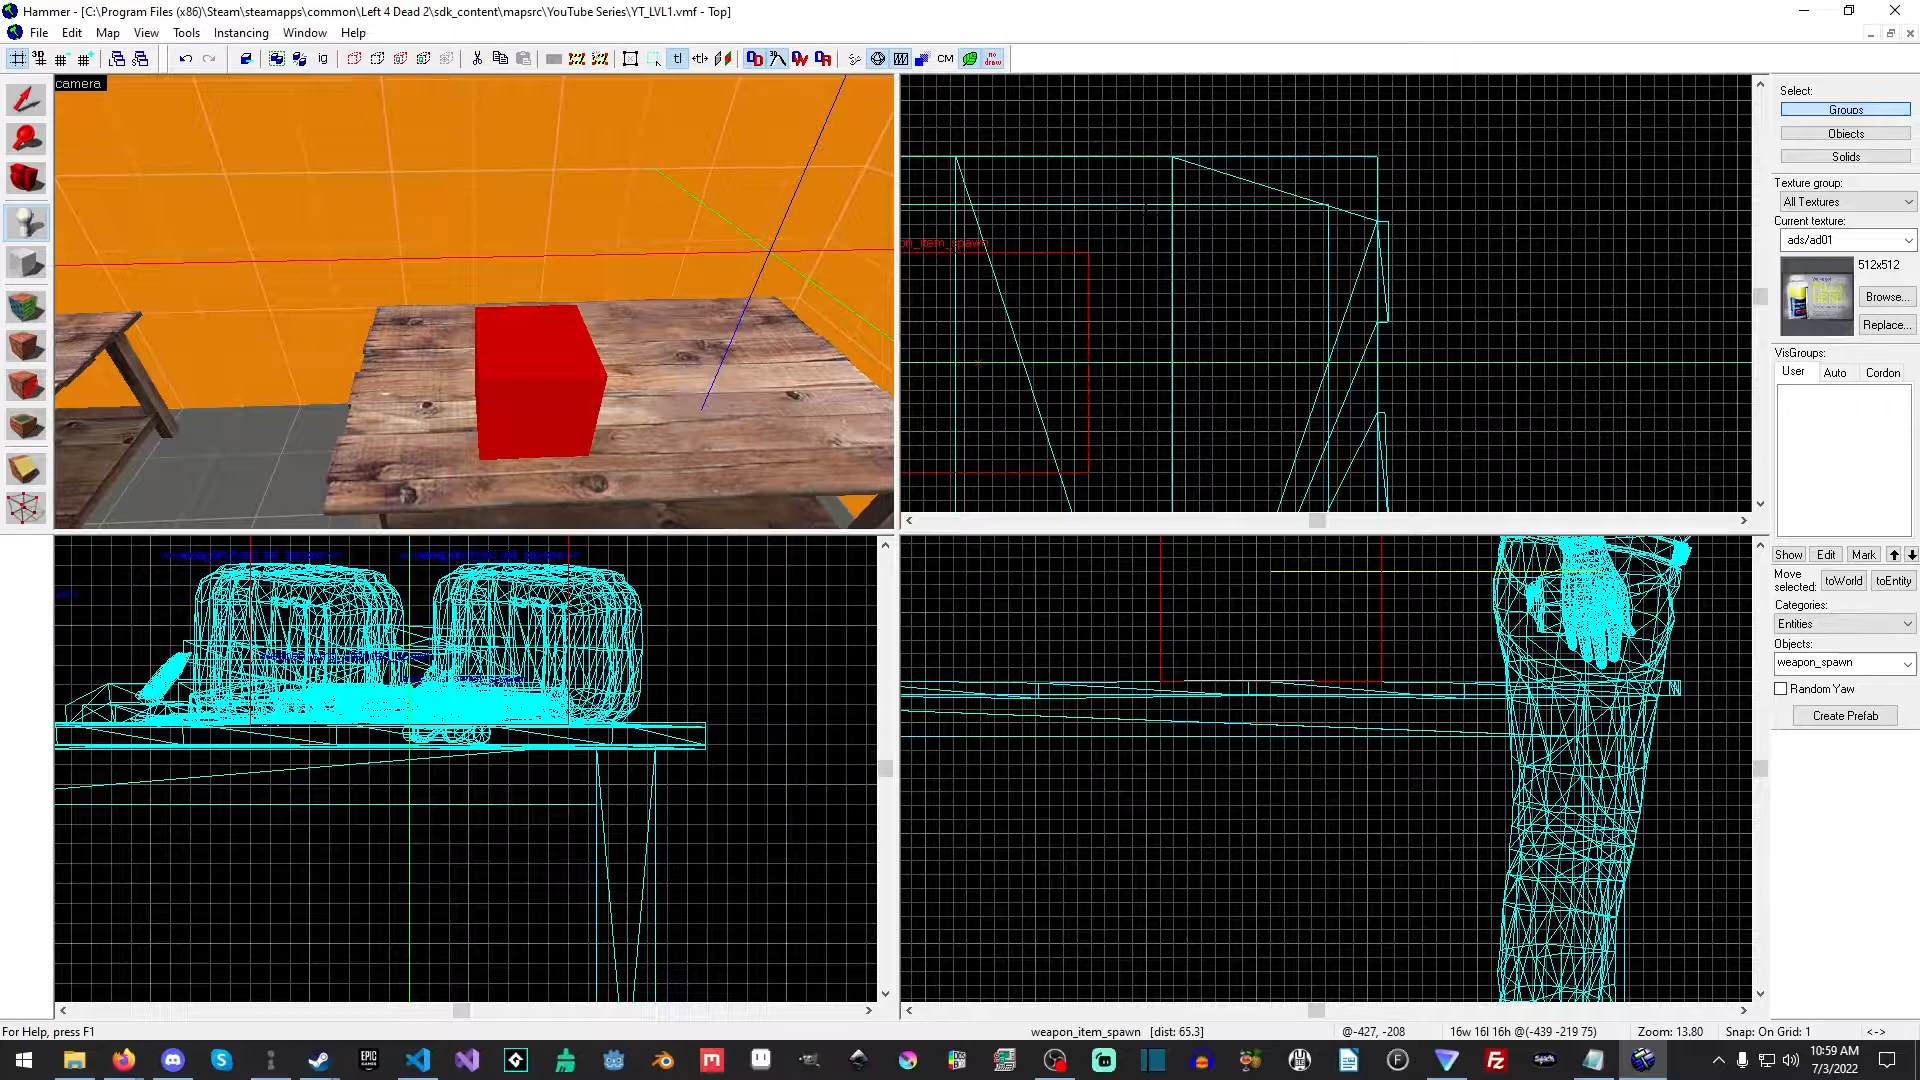 Hammer - [C:\Program Files (x86)\Steam\steamapps\common\Left 4 Dead 2\sdk_content\mapsrc\YouTube Series\YT_LVL1.vmf - Top]
File Edit Map View Tools Instancing Window Help
camera
Select:
Groups
Objects
Solids
Texture group:
All Textures
Current texture:
ads/ad01
512x512
Browse...
Replace...
VisGroups:
User Auto Cordon
Show Edit Mark
Move selected: toWorld toEntity
Categories:
Entities
Objects:
weapon_spawn
Random Yaw
Create Prefab
on_item_spawn
For Help, press F1
weapon_item_spawn [dist: 65.3]
@-427, -208
16w 16l 16h @(-439 -219 75)
Zoom: 13.80
Snap: On Grid: 1
<->
10:59 AM
7/3/2022